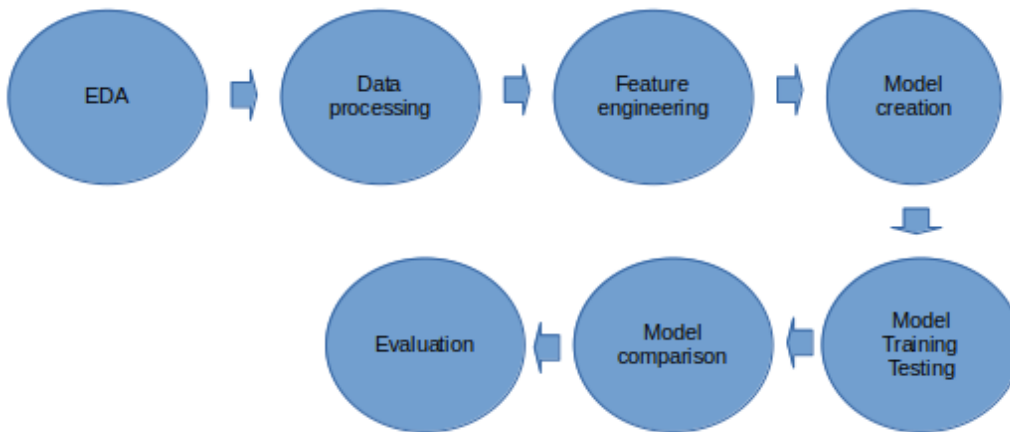 EDA
Data
processing
Feature
engineering
Model
creation
Model
Training
Testing
Model
comparison
Evaluation